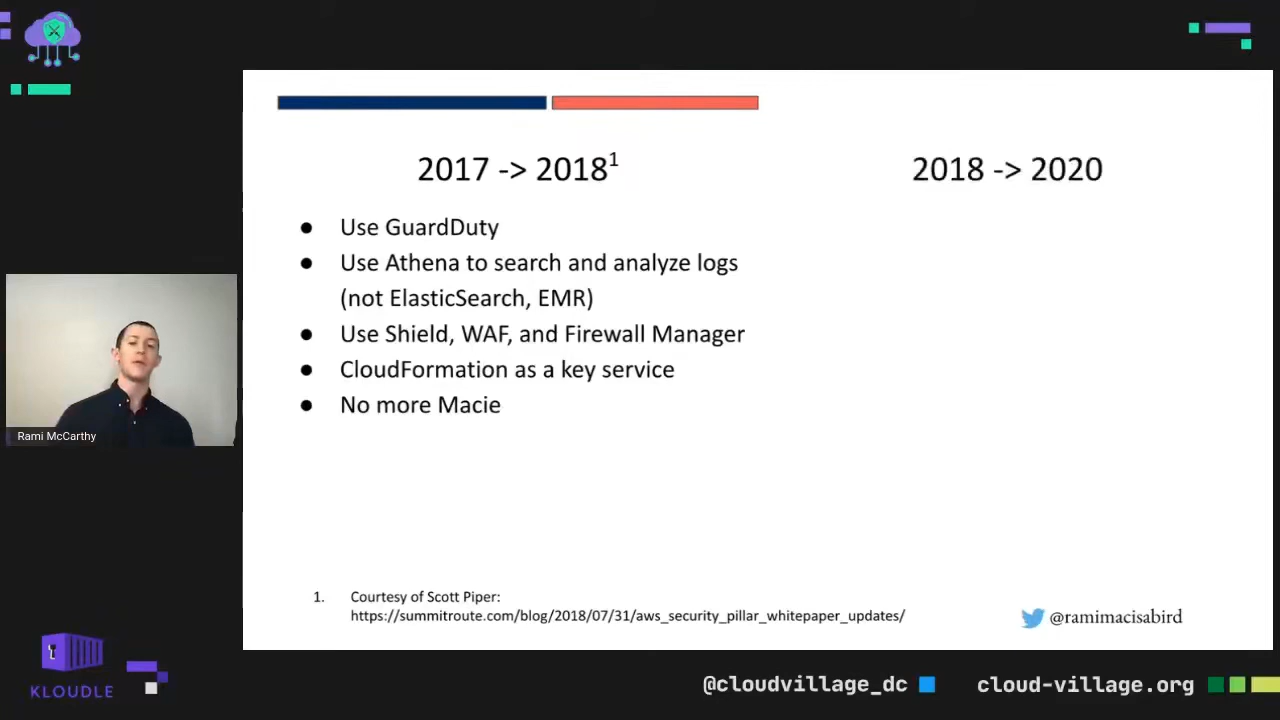 2017 -> 2018¹
● Use GuardDuty
● Use Athena to search and analyze logs
(not ElasticSearch, EMR)
● Use Shield, WAF, and Firewall Manager
● CloudFormation as a key service
● No more Macie
2018 -> 2020
Rami McCarthy
1. Courtesy of Scott Piper:
https://summitroute.com/blog/2018/07/31/aws_security_pillar_whitepaper_updates/
@ramimacisabird
KLOUDLE
@cloudvillage_dc
cloud-village.org